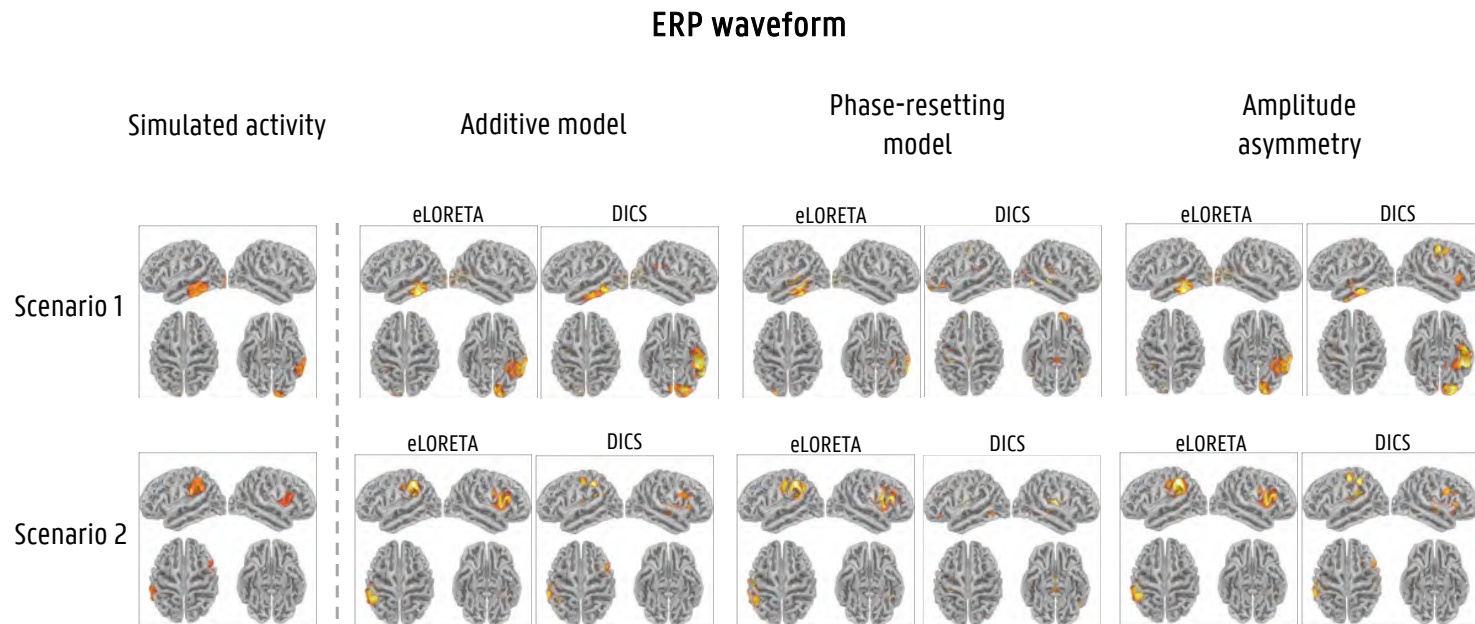 ERP waveform
Simulated activity
Additive model
Phase-resetting
model
Amplitude
asymmetry
Scenario 1
eLORETA
DICS
eLORETA
DICS
eLORETA
DICS
Scenario 2
eLORETA
DICS
eLORETA
DICS
eLORETA
DICS